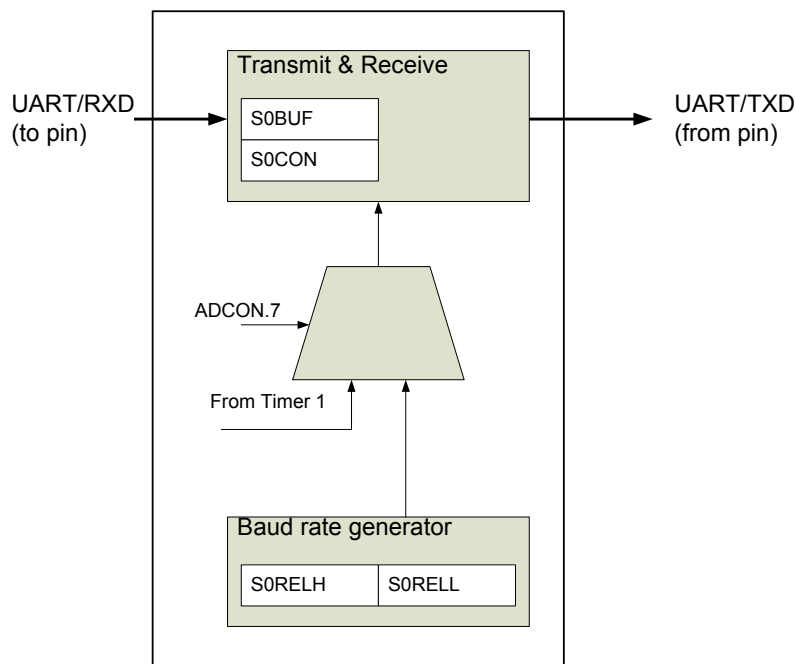 Transmit & Receive
UART/RXD
(to pin)
S0BUF
S0CON
UART/TXD
(from pin)
ADCON.7
From Timer 1
Baud rate generator
S0RELH
S0RELL